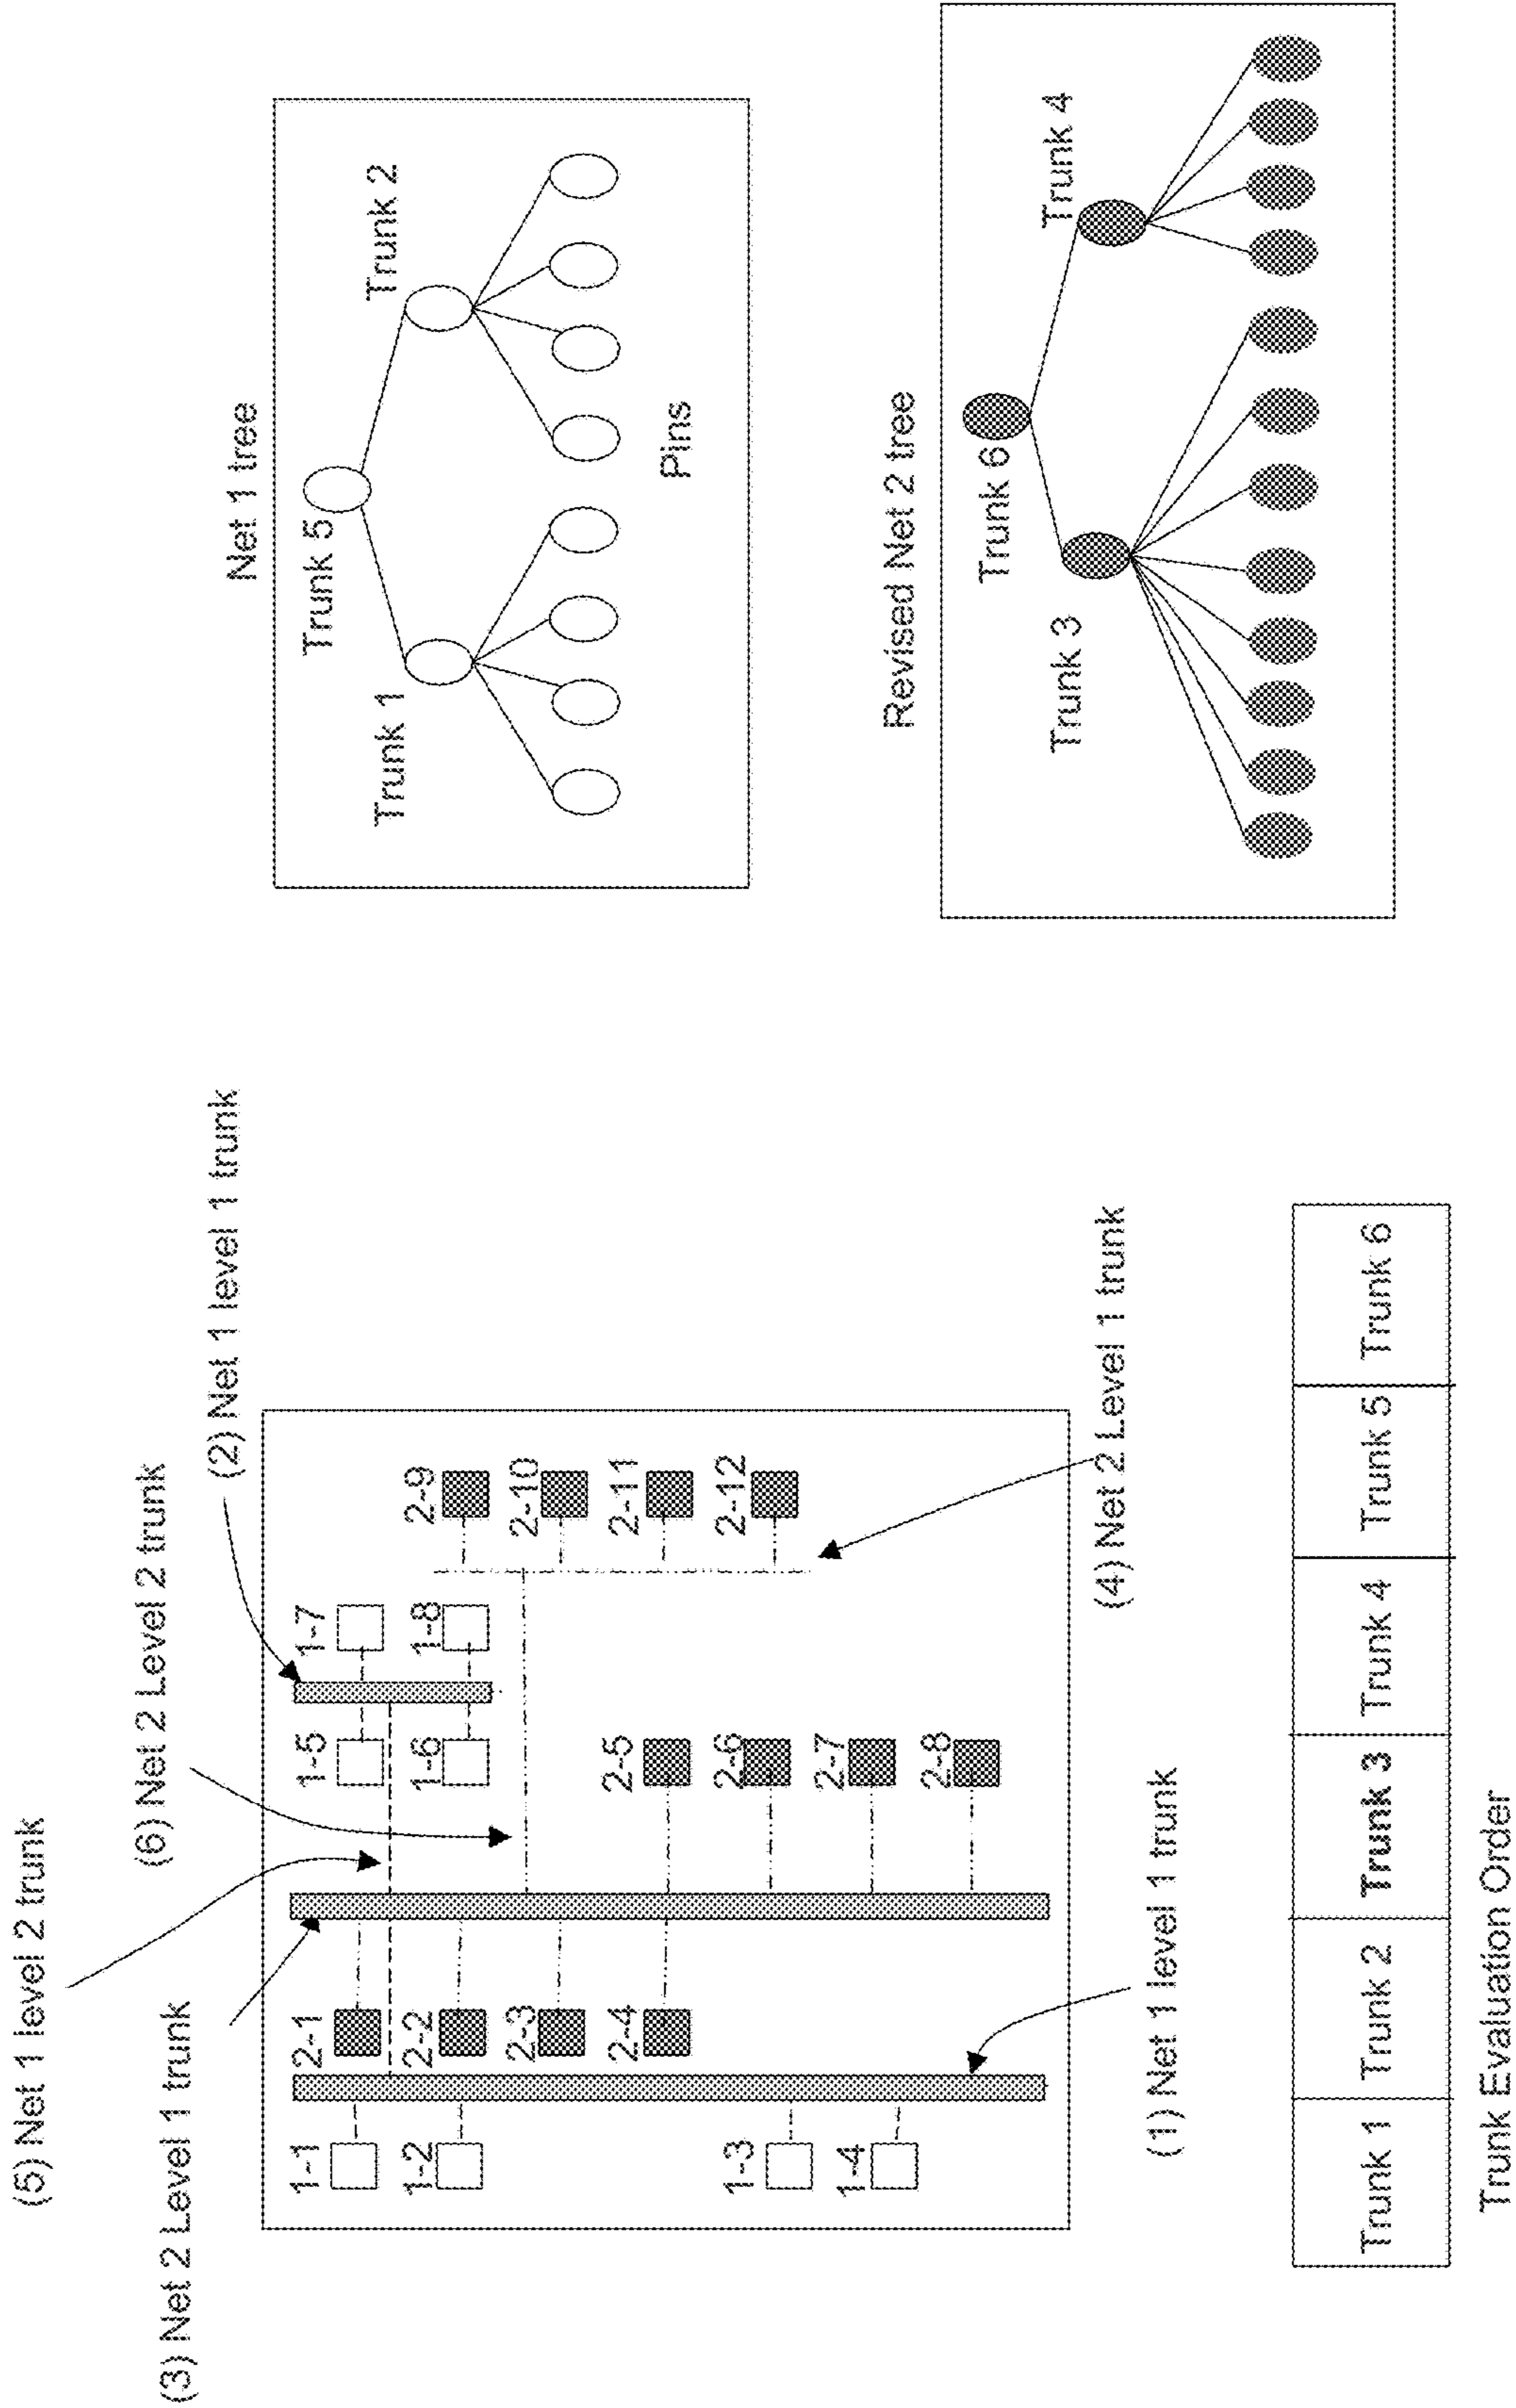 (5) Net 1 level 2 trunk
(6) Net 2 Level 2 trunk
(3) Net 2 Level 1 trunk
(2) Net 1 level 1 trunk
1-1
2-1
1-5
1-7
1-2
2-2
1-6
1-8
2-9
2-3
2-10
2-4
2-5
2-11
1-3
2-6
2-12
1-4
2-7
2-8
(4) Net 2 Level 1 trunk
(1) Net 1 level 1 trunk
Trunk 1
Trunk 2
Trunk 3
Trunk 4
Trunk 5
Trunk 6
Trunk Evaluation Order
Net 1 tree
Trunk 5
Trunk 1
Trunk 2
Pins
Revised Net 2 tree
Trunk 6
Trunk 3
Trunk 4